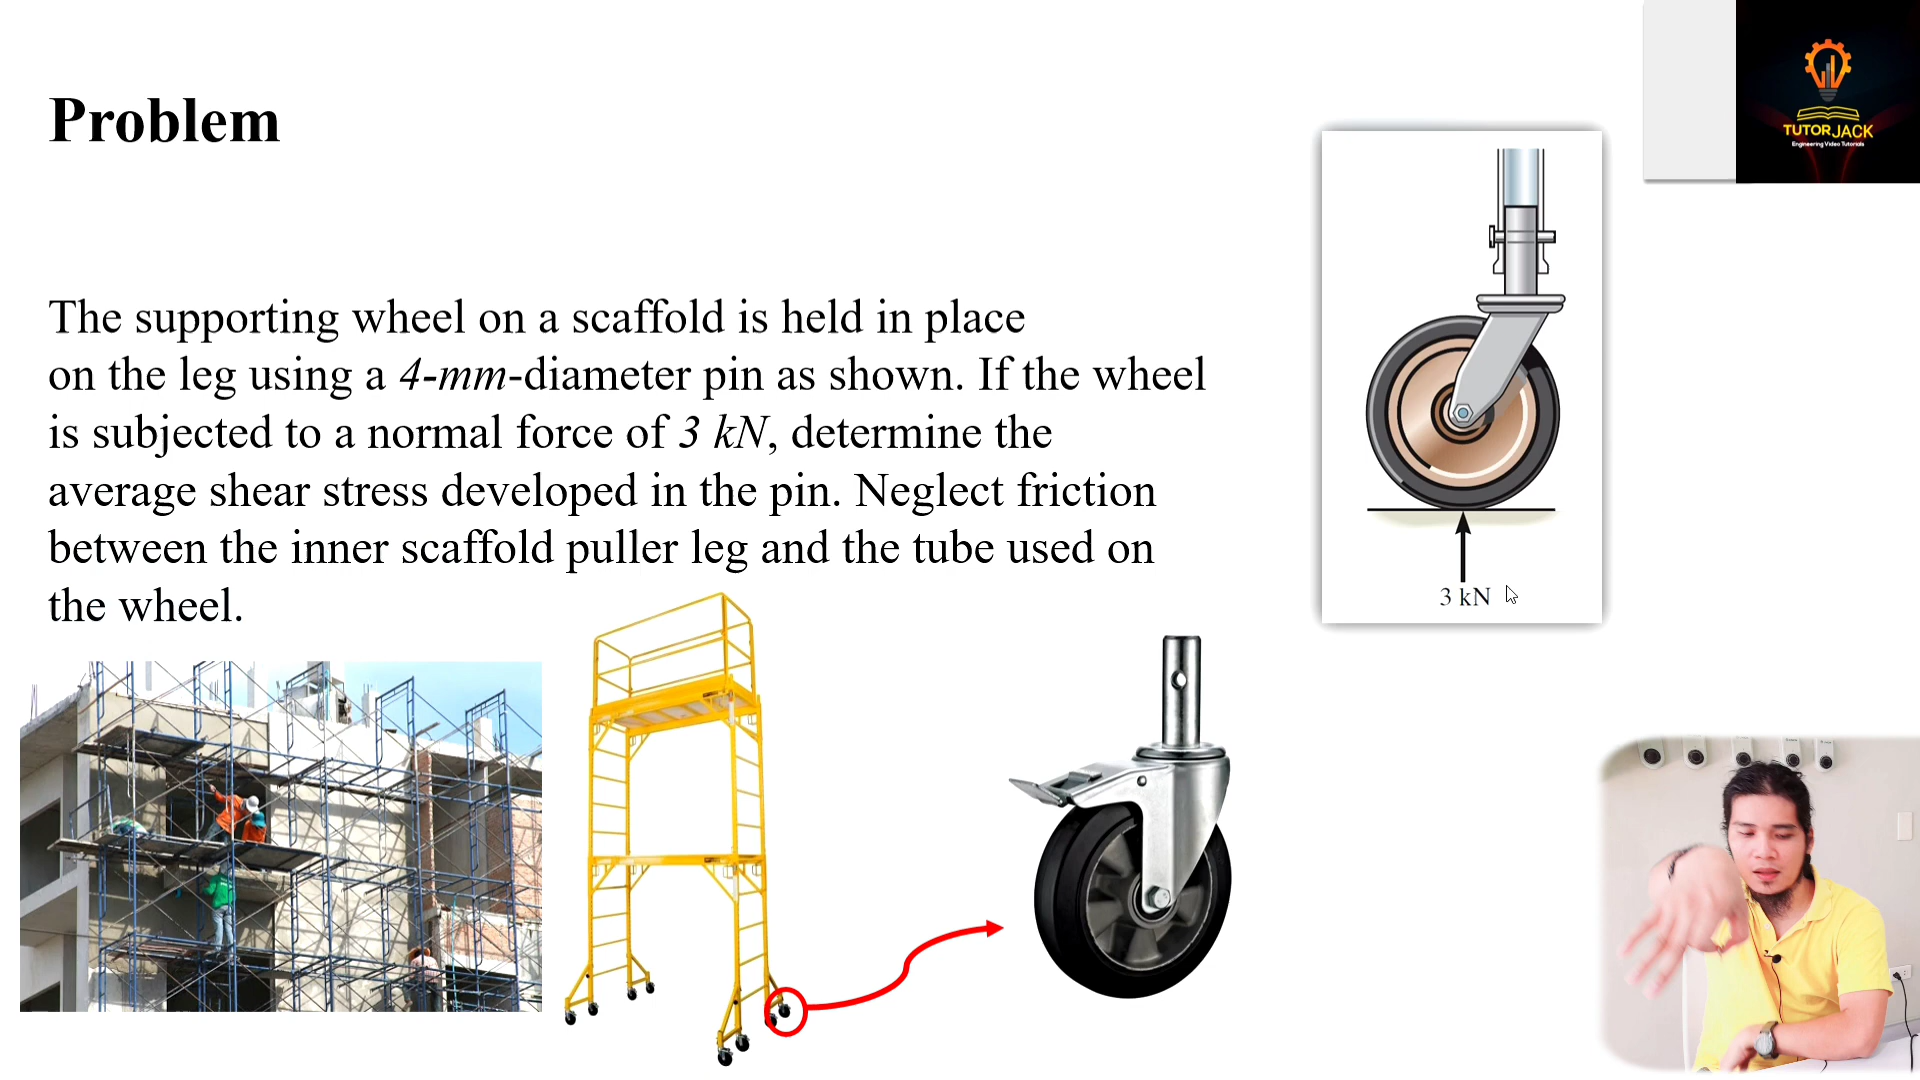 Problem
The supporting wheel on a scaffold is held in place
on the leg using a 4-mm-diameter pin as shown. If the wheel
is subjected to a normal force of 3 kN, determine the
average shear stress developed in the pin. Neglect friction
between the inner scaffold puller leg and the tube used on
the wheel.
3 kN
TUTORJACK
Engineering Video Tutorials